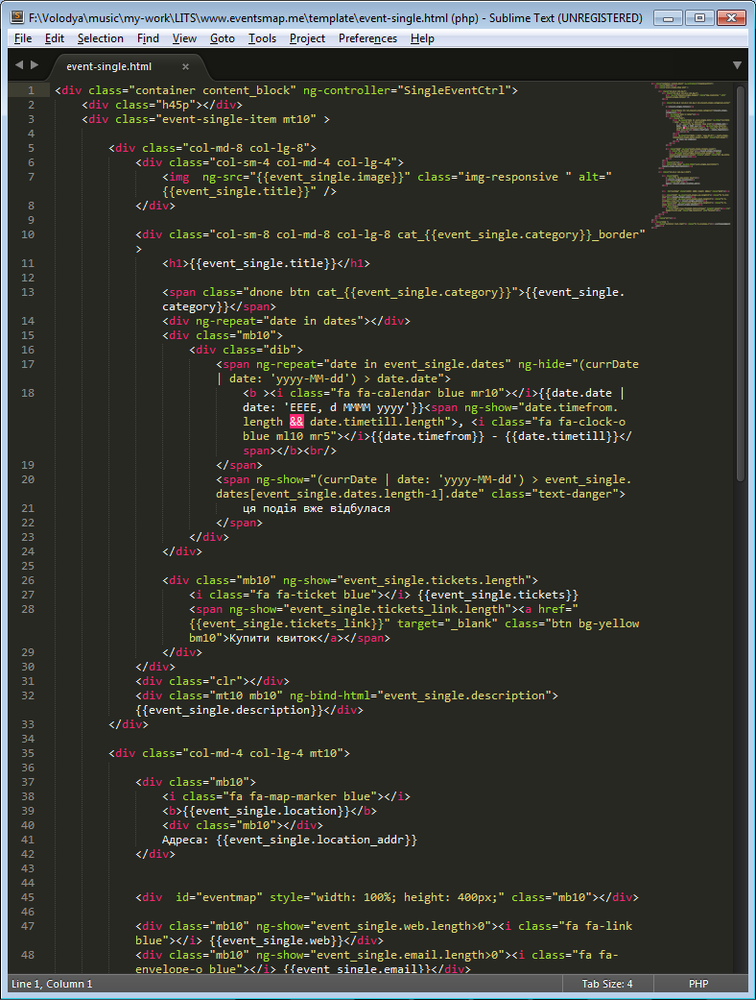 F:\Volodya\music\my-work\LITS\www.eventsmap.me\template\event-single.html (php) - Sublime Text (UNREGISTERED)
File Edit Selection Find View Goto Tools Project Preferences Help
event-single.html ×
1 <div class="container content_block" ng-controller="SingleEventCtrl">
2 <div class="h45p"></div>
3 <div class="event-single-item mt10" >
4
5 <div class="col-md-8 col-lg-8">
6 <div class="col-sm-4 col-md-4 col-lg-4">
7 <img  ng-src="{{event_single.image}}" class="img-responsive " alt="
{{event_single.title}}" />
8 </div>
9
10 <div class="col-sm-8 col-md-8 col-lg-8 cat_{{event_single.category}}_border"
>
11 <h1>{{event_single.title}}</h1>
12
13 <span class="dnone btn cat_{{event_single.category}}">{{event_single.
category}}</span>
14 <div ng-repeat="date in dates"></div>
15 <div class="mb10">
16 <div class="dib">
17 <span ng-repeat="date in event_single.dates" ng-hide="(currDate
| date: 'yyyy-MM-dd') > date.date">
18 <b ><i class="fa fa-calendar blue mr10"></i>{{date.date |
date: 'EEEE, d MMMM yyyy'}}<span ng-show="date.timefrom.
length && date.timetill.length">, <i class="fa fa-clock-o
blue ml10 mr5"></i>{{date.timefrom}} - {{date.timetill}}</
span></b><br/>
19 </span>
20 <span ng-show="(currDate | date: 'yyyy-MM-dd') > event_single.
dates[event_single.dates.length-1].date" class="text-danger">
21 ця подія вже відбулася
22 </span>
23 </div>
24 </div>
25
26 <div class="mb10" ng-show="event_single.tickets.length">
27 <i class="fa fa-ticket blue"></i> {{event_single.tickets}}
28 <span ng-show="event_single.tickets_link.length"><a href="
{{event_single.tickets_link}}" target="_blank" class="btn bg-yellow
bm10">Купити квиток</a></span>
29 </div>
30 </div>
31 <div class="clr"></div>
32 <div class="mt10 mb10" ng-bind-html="event_single.description">
{{event_single.description}}</div>
33 </div>
34
35 <div class="col-md-4 col-lg-4 mt10">
36
37 <div class="mb10">
38 <i class="fa fa-map-marker blue"></i>
39 <b>{{event_single.location}}</b>
40 <div class="mb10"></div>
41 Адреса: {{event_single.location_addr}}
42 </div>
43
44
45 <div  id="eventmap" style="width: 100%; height: 400px;" class="mb10"></div>
46
47 <div class="mb10" ng-show="event_single.web.length>0"><i class="fa fa-link
blue"></i> {{event_single.web}}</div>
48 <div class="mb10" ng-show="event_single.email.length>0"><i class="fa fa-
envelope-o blue"></i> {{event_single.email}}</div>
Line 1, Column 1 Tab Size: 4 PHP